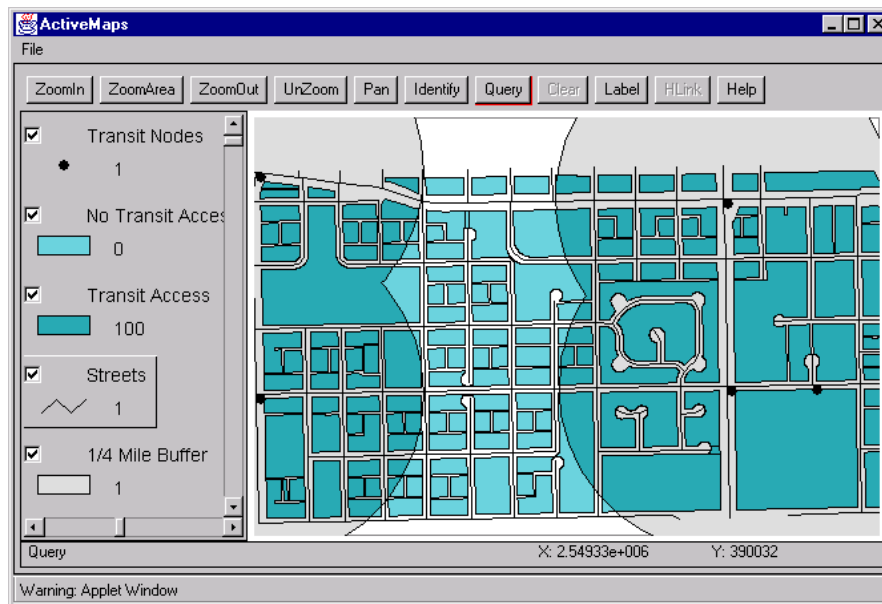 ActiveMaps
File
ZoomIn ZoomArea ZoomOut UnZoom Pan Identify Query Clear Label HLink Help
Transit Nodes
1
No Transit Acces
0
Transit Access
100
Streets
1
1/4 Mile Buffer
1
Query X: 2.54933e+006 Y: 390032
Warning: Applet Window